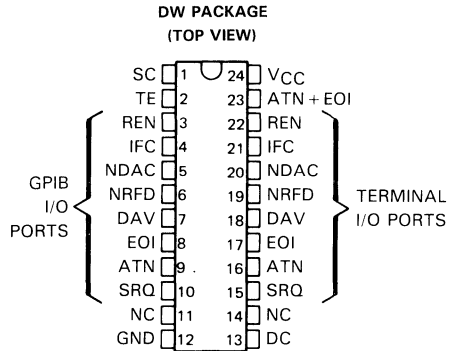 DW PACKAGE
(TOP VIEW)
SC 1 24 VCC
TE 2 23 ATN + EOI
REN 3 22 REN
IFC 4 21 IFC
NDAC 5 20 NDAC
NRFD 6 19 NRFD
DAV 7 18 DAV
EOI 8 17 EOI
ATN 9 16 ATN
SRQ 10 15 SRQ
NC 11 14 NC
GND 12 13 DC
GPIB
I/O
PORTS
TERMINAL
I/O PORTS